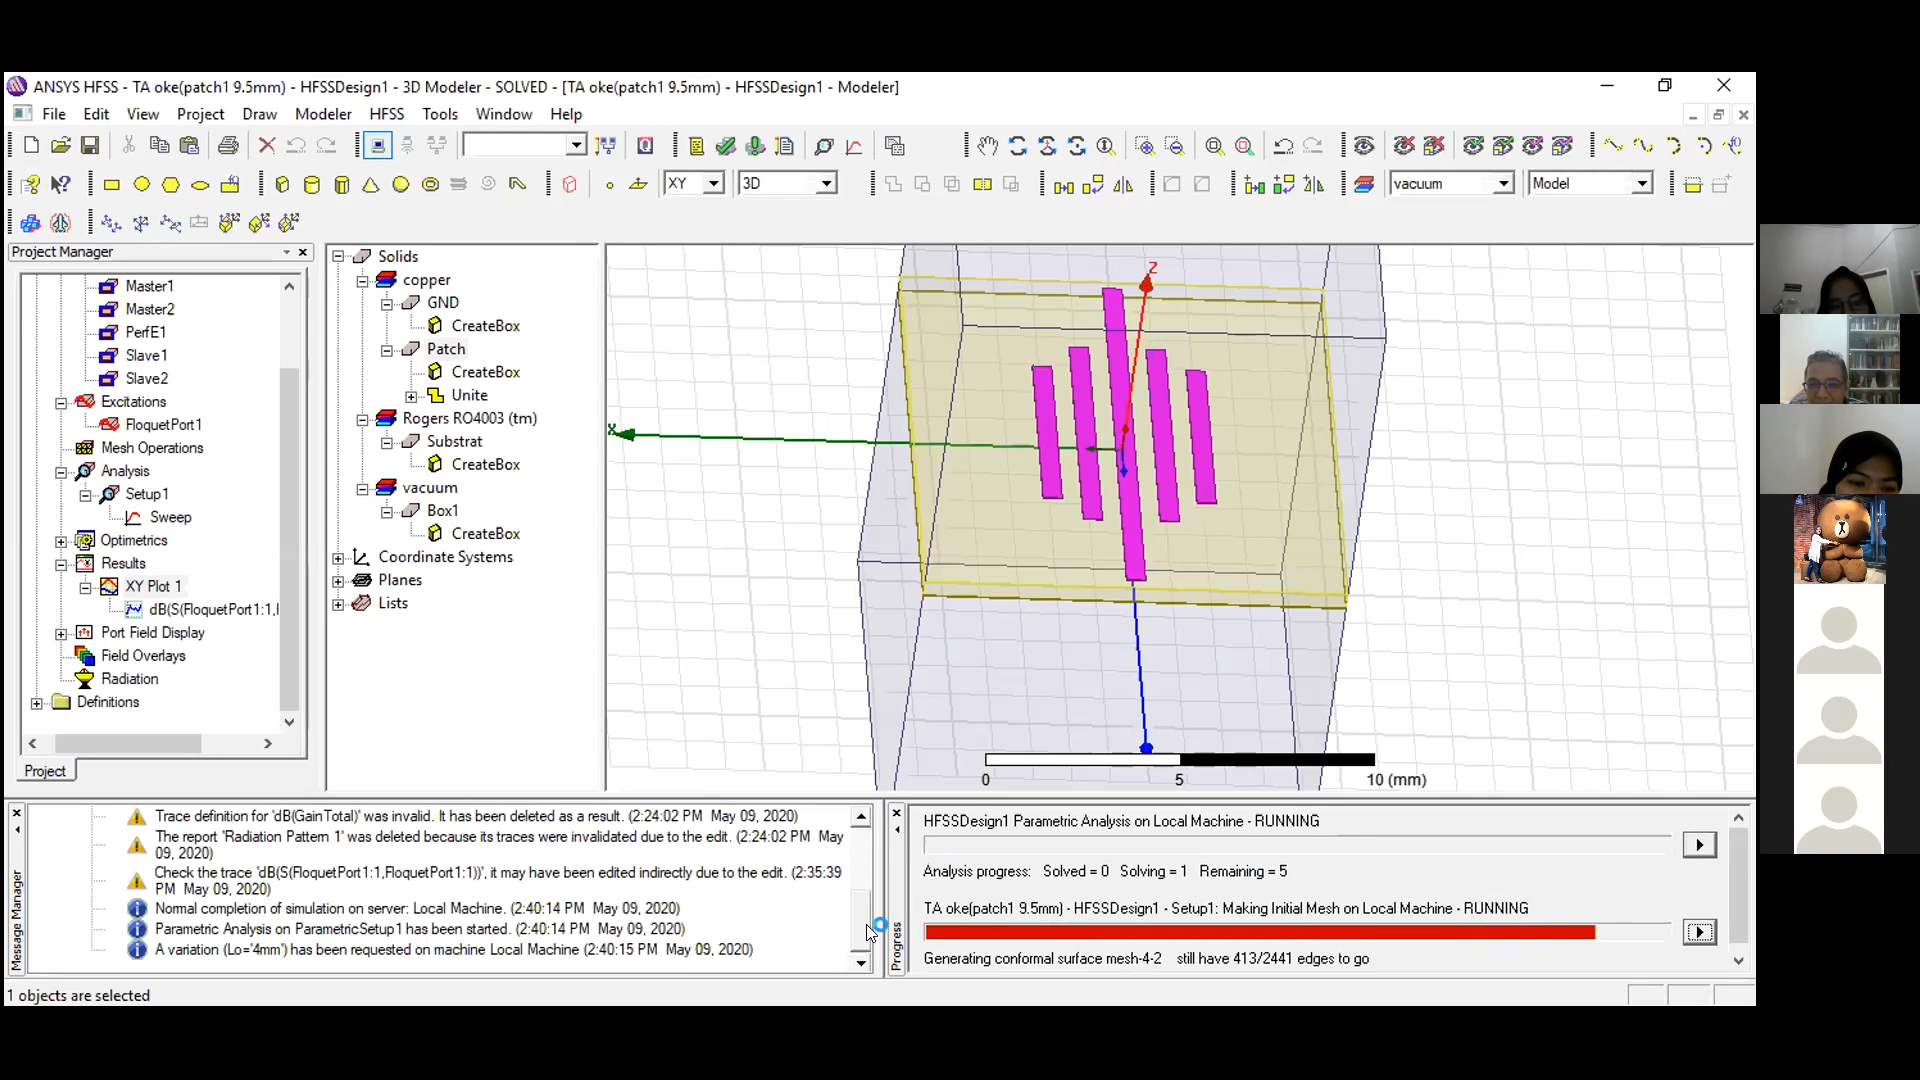 ANSYS HFSS - TA oke(patch1 9.5mm) - HFSSDesign1 - 3D Modeler - SOLVED - [TA oke(patch1 9.5mm) - HFSSDesign1 - Modeler]
File Edit View Project Draw Modeler HFSS Tools Window Help
XY 3D vacuum Model
Project Manager
Master1
Master2
PerfE1
Slave1
Slave2
Excitations
FloquetPort1
Mesh Operations
Analysis
Setup1
Sweep
Optimetrics
Results
XY Plot 1
dB(S(FloquetPort1:1,
Port Field Display
Field Overlays
Radiation
Definitions
Project
Solids
copper
GND
CreateBox
Patch
CreateBox
Unite
Rogers RO4003 (tm)
Substrat
CreateBox
vacuum
Box1
CreateBox
Coordinate Systems
Planes
Lists
Z
X
0 5 10 (mm)
Message Manager
Trace definition for 'dB(GainTotal)' was invalid. It has been deleted as a result. (2:24:02 PM May 09, 2020)
The report 'Radiation Pattern 1' was deleted because its traces were invalidated due to the edit. (2:24:02 PM May
09, 2020)
Check the trace 'dB(S(FloquetPort1:1,FloquetPort1:1))', it may have been edited indirectly due to the edit. (2:35:39
PM May 09, 2020)
Normal completion of simulation on server: Local Machine. (2:40:14 PM May 09, 2020)
Parametric Analysis on ParametricSetup1 has been started. (2:40:14 PM May 09, 2020)
A variation (Lo='4mm') has been requested on machine Local Machine (2:40:15 PM May 09, 2020)
Progress
HFSSDesign1 Parametric Analysis on Local Machine - RUNNING
Analysis progress: Solved = 0 Solving = 1 Remaining = 5
TA oke(patch1 9.5mm) - HFSSDesign1 - Setup1: Making Initial Mesh on Local Machine - RUNNING
Generating conformal surface mesh-4-2 still have 413/2441 edges to go
1 objects are selected